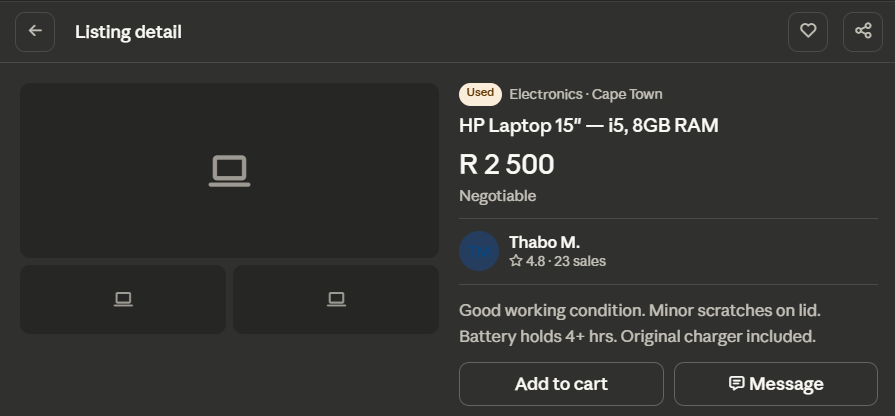 Listing detail
Used
Electronics · Cape Town
HP Laptop 15″ — i5, 8GB RAM
R 2 500
Negotiable
Thabo M.
4.8 · 23 sales
Good working condition. Minor scratches on lid.
Battery holds 4+ hrs. Original charger included.
Add to cart
Message